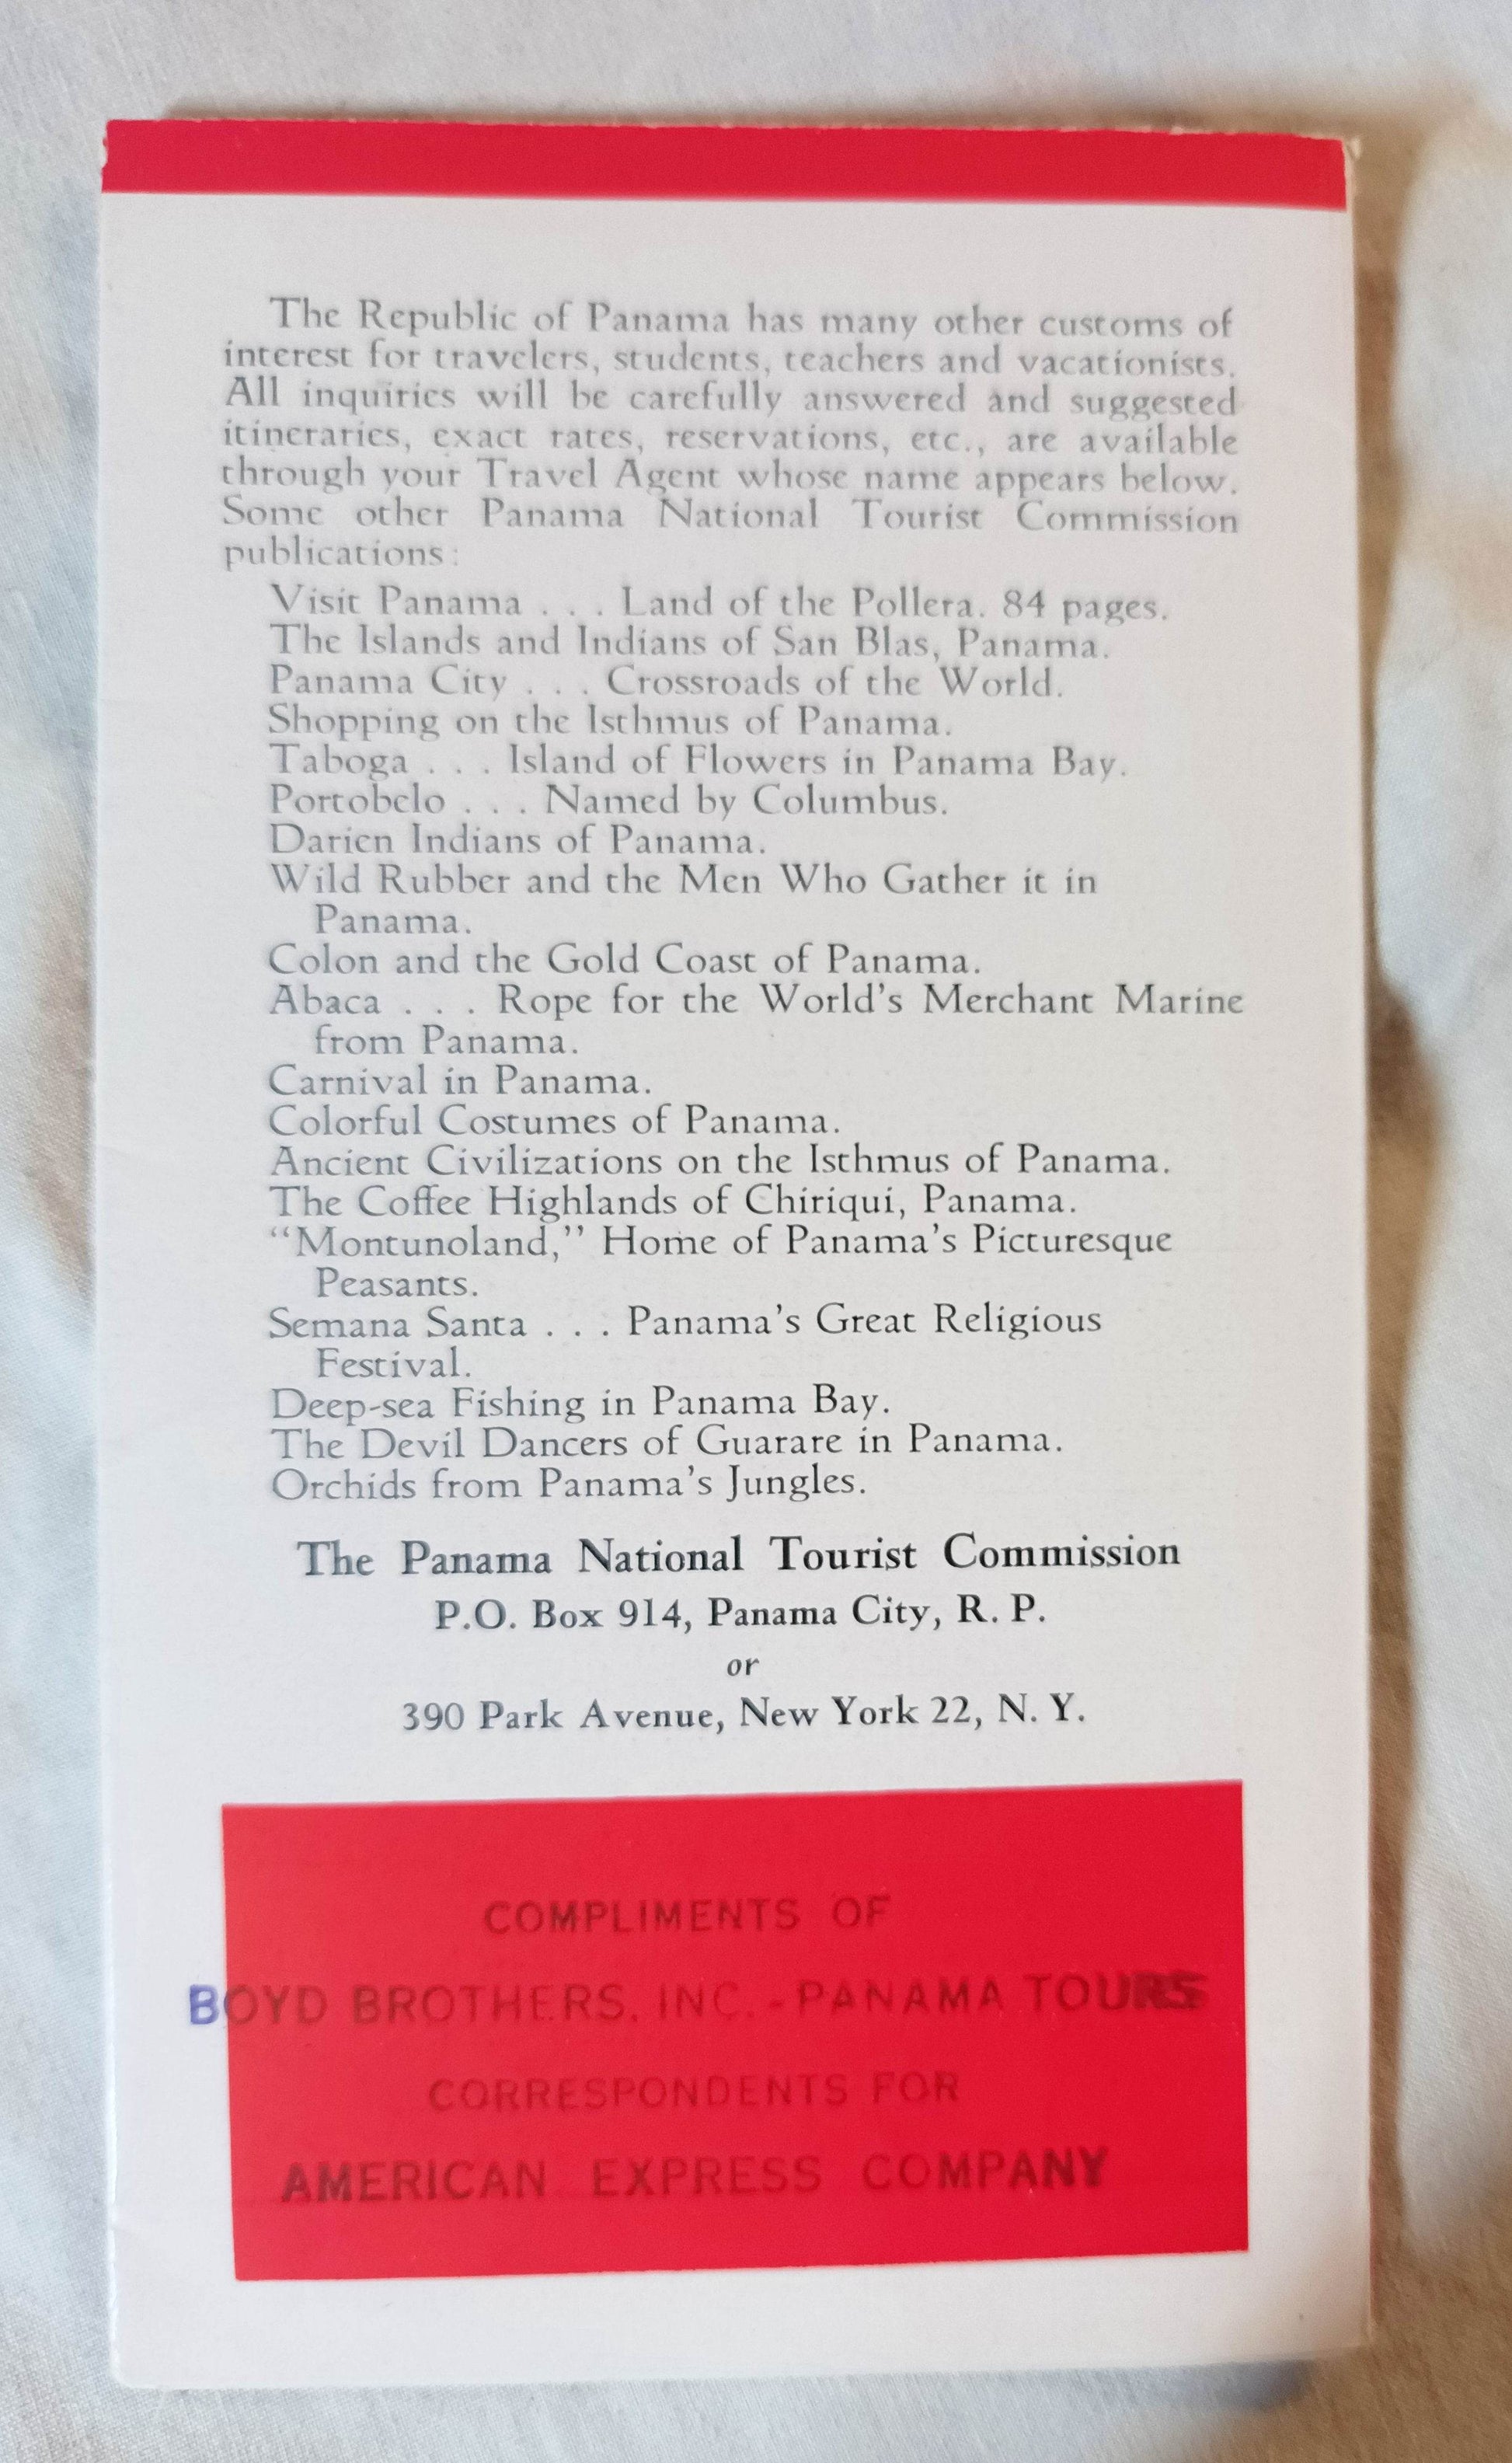 The Republic of Panama has many other customs of
interest for travelers, students, teachers and vacationists.
All inquiries will be carefully answered and suggested
itineraries, exact rates, reservations, etc., are available
through your Travel Agent whose name appears below.
Some other Panama National Tourist Commission
publications:
Visit Panama . . . Land of the Pollera. 84 pages.
The Islands and Indians of San Blas, Panama.
Panama City . . . Crossroads of the World.
Shopping on the Isthmus of Panama.
Taboga . . . Island of Flowers in Panama Bay.
Portobelo . . . Named by Columbus.
Darien Indians of Panama.
Wild Rubber and the Men Who Gather it in
Panama.
Colon and the Gold Coast of Panama.
Abaca . . . Rope for the World's Merchant Marine
from Panama.
Carnival in Panama.
Colorful Costumes of Panama.
Ancient Civilizations on the Isthmus of Panama.
The Coffee Highlands of Chiriqui, Panama.
"Montunoland," Home of Panama's Picturesque
Peasants.
Semana Santa . . . Panama's Great Religious
Festival.
Deep-sea Fishing in Panama Bay.
The Devil Dancers of Guarare in Panama.
Orchids from Panama's Jungles.
The Panama National Tourist Commission
P.O. Box 914, Panama City, R. P.
or
390 Park Avenue, New York 22, N. Y.
COMPLIMENTS OF
BOYD BROTHERS, INC. - PANAMA TOURS
CORRESPONDENTS FOR
AMERICAN EXPRESS COMPANY